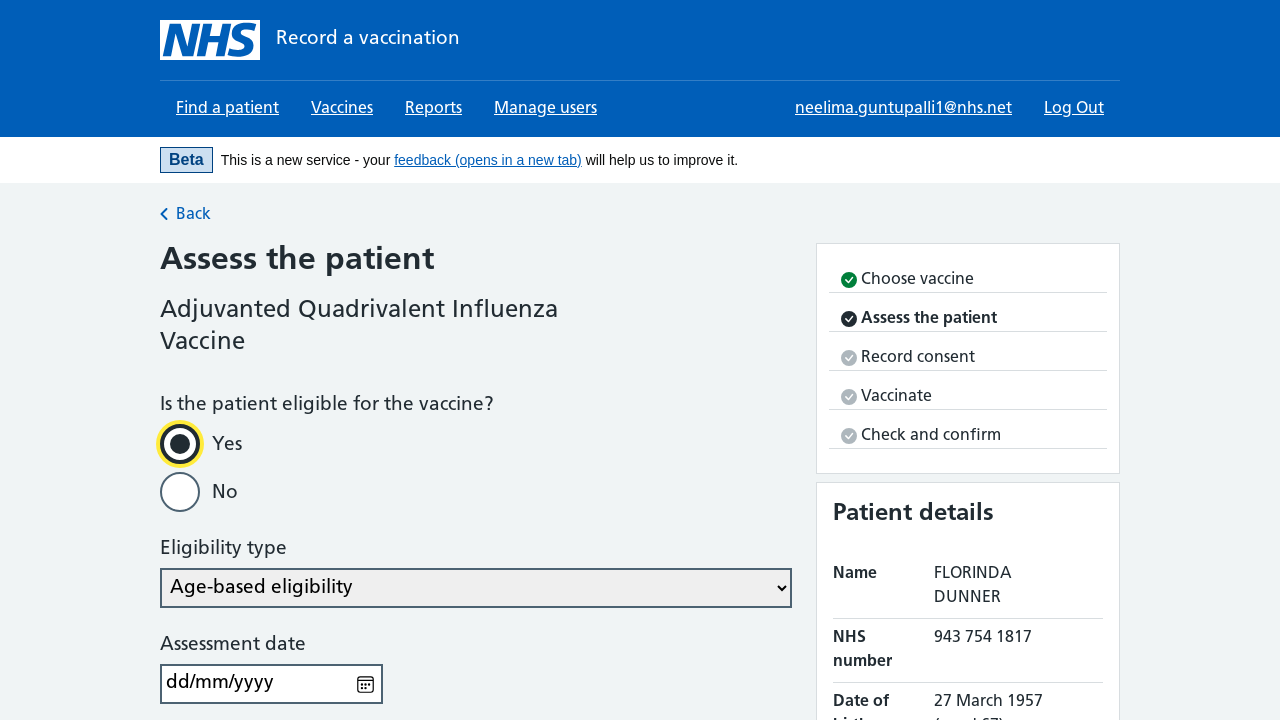 NHS Record a vaccination
Find a patient Vaccines Reports Manage users neelima.guntupalli1@nhs.net Log Out
Beta This is a new service - your feedback (opens in a new tab) will help us to improve it.
Back
Assess the patient
Adjuvanted Quadrivalent Influenza
Vaccine
Is the patient eligible for the vaccine?
Yes
No
Eligibility type
Age-based eligibility
Assessment date
dd/mm/yyyy
Choose vaccine
Assess the patient
Record consent
Vaccinate
Check and confirm
Patient details
Name FLORINDA
DUNNER
NHS 943 754 1817
number
Date of 27 March 1957